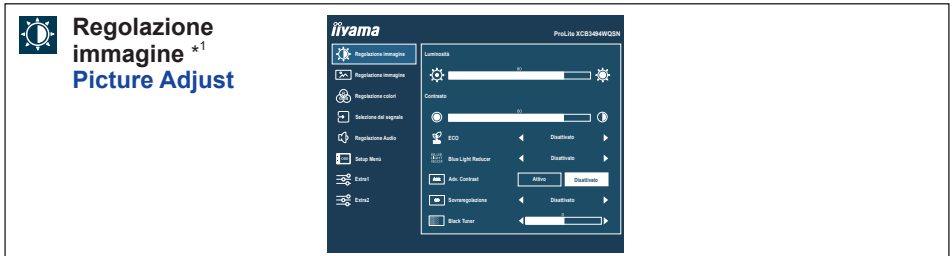 Regolazione
immagine *1
Picture Adjust
iiyama
ProLite XCB3494WQSN
Regolazione immagine
Luminosità
80
Regolazione immagine
Regolazione colori
Contrasto
80
Selezione del segnale
Regolazione Audio
ECO
Disattivato
Setup Menù
Blue Light Reducer
Disattivato
Extra1
Adv. Contrast
Attivo
Disattivato
Extra2
Sovraregolazione
Disattivato
Black Tuner